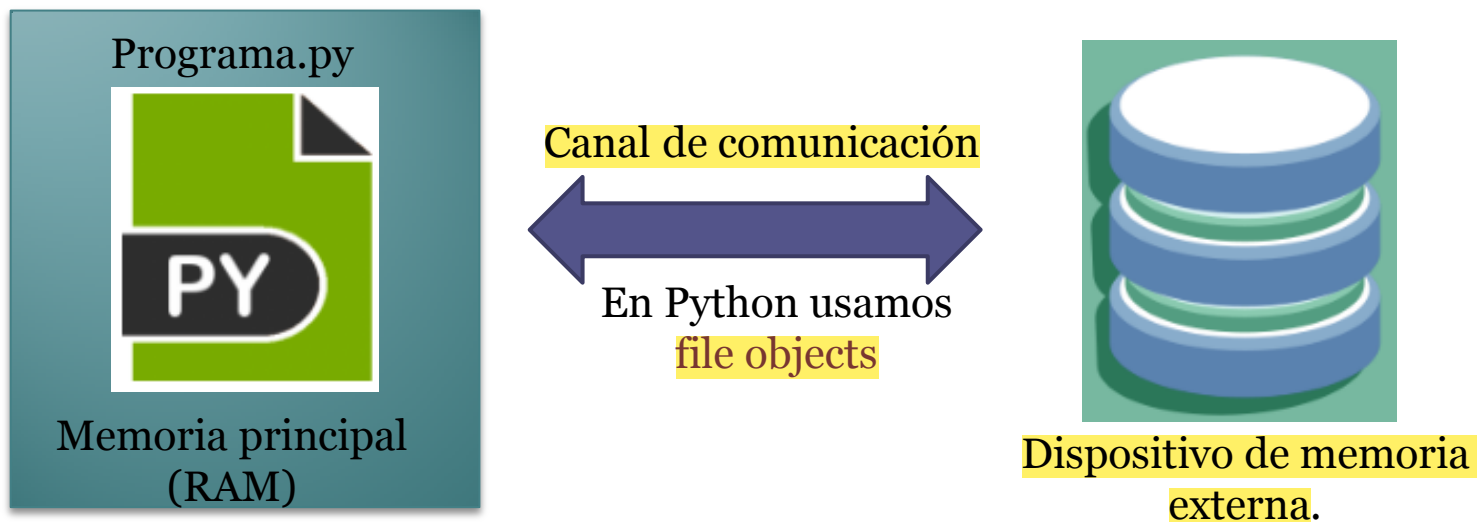 Programa.py
PY
Memoria principal
(RAM)
Canal de comunicación
En Python usamos
file objects
Dispositivo de memoria
externa.